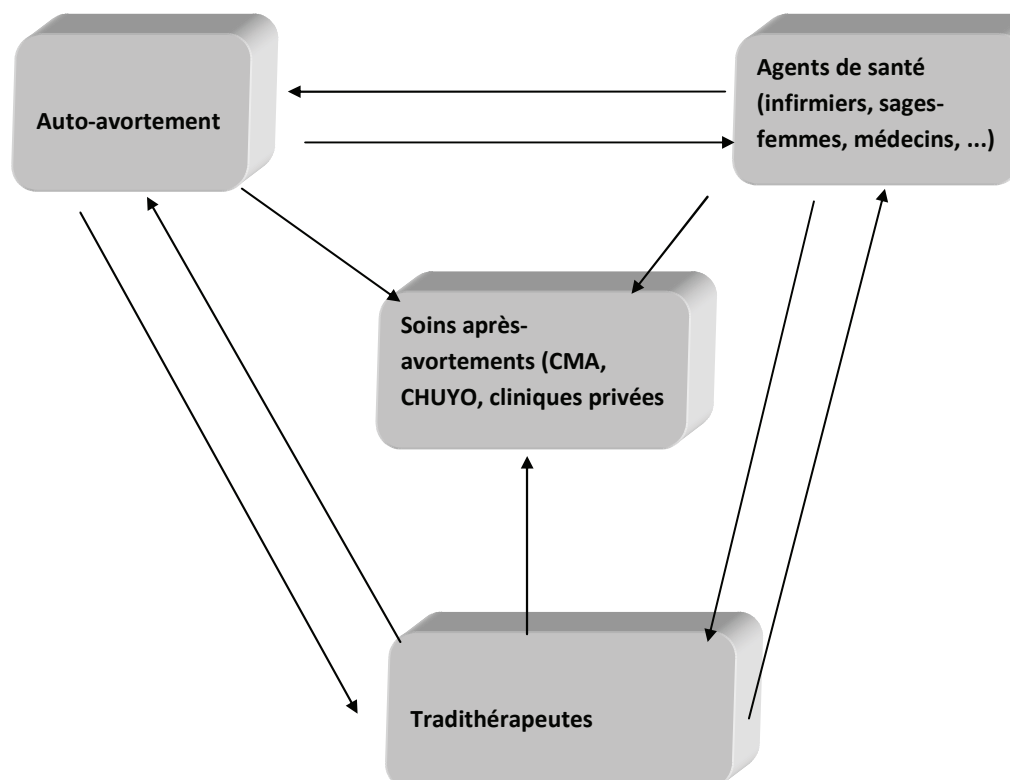 Auto-avortement
Agents de santé
(infirmiers, sages-
femmes, médecins, ...)
Soins après-
avortements (CMA,
CHUYO, cliniques privées
Tradithérapeutes